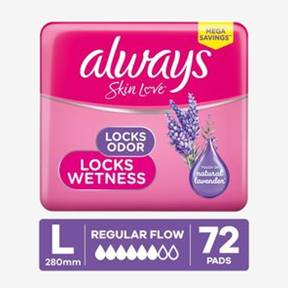 MEGA
SAVINGS
always
Skin Love
LOCKS
ODOR
LOCKS
WETNESS
natural
lavender
L
280mm
REGULAR FLOW
72
PADS